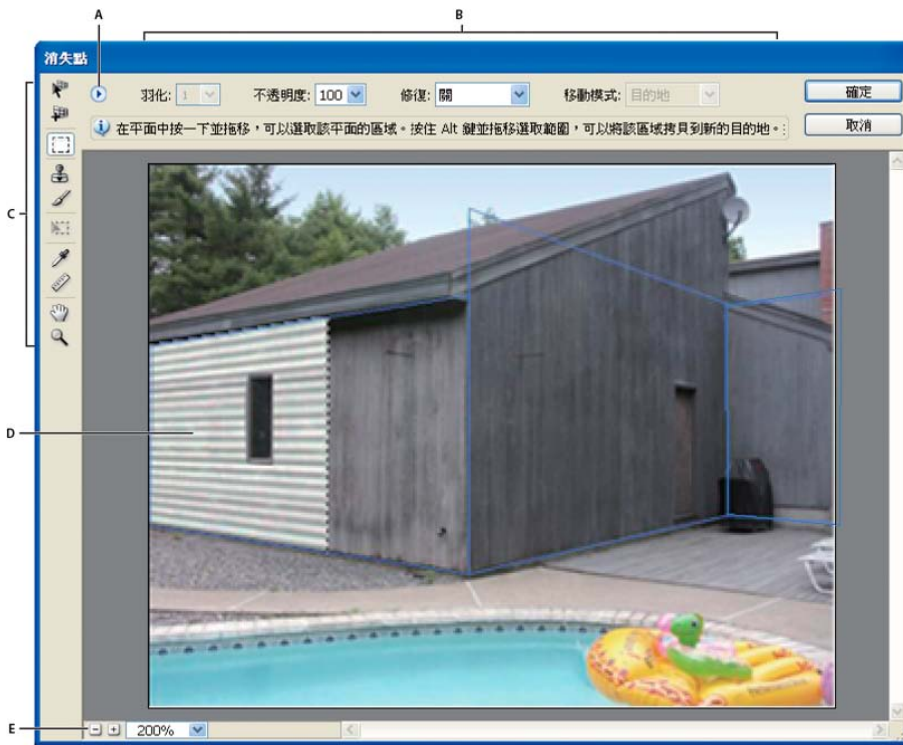 A
B
消失點
羽化: 1 不透明度: 100 修復: 關 移動模式: 目的地 確定
在平面中按一下並拖移，可以選取該平面的區域。按住 Alt 鍵並拖移選取範圍，可以將該區域拷貝到新的目的地。 取消
C
D
E
200%